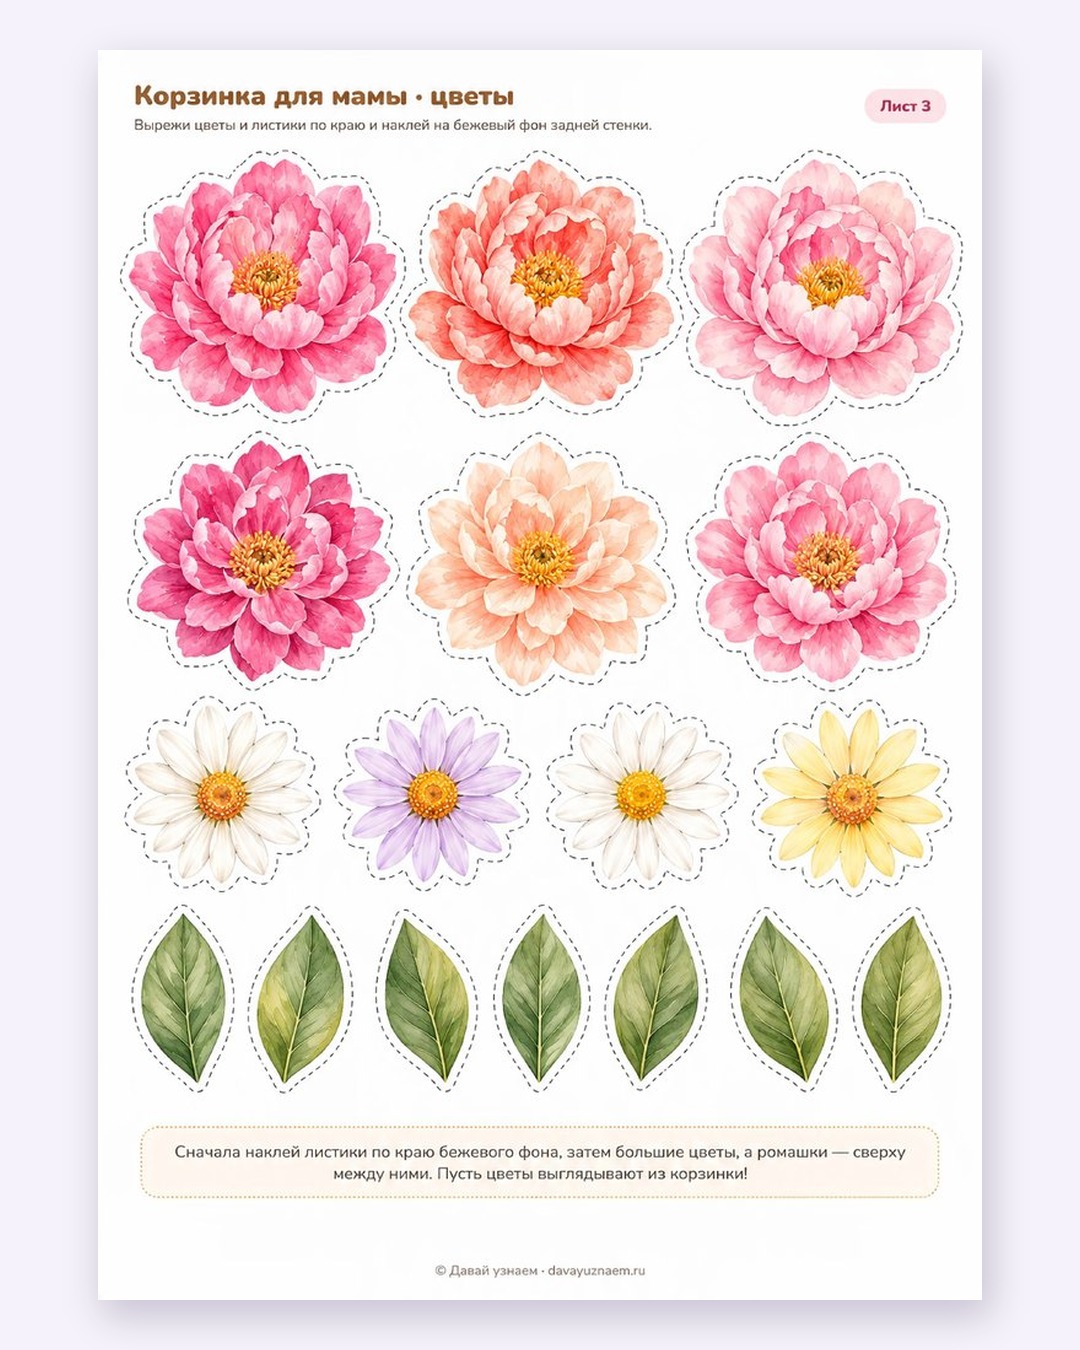 Корзинка для мамы · цветы
Лист 3
Вырежи цветы и листики по краю и наклей на бежевый фон задней стенки.
Сначала наклей листики по краю бежевого фона, затем большие цветы, а ромашки — сверху
между ними. Пусть цветы выглядывают из корзинки!
© Давай узнаем · davayuznaem.ru